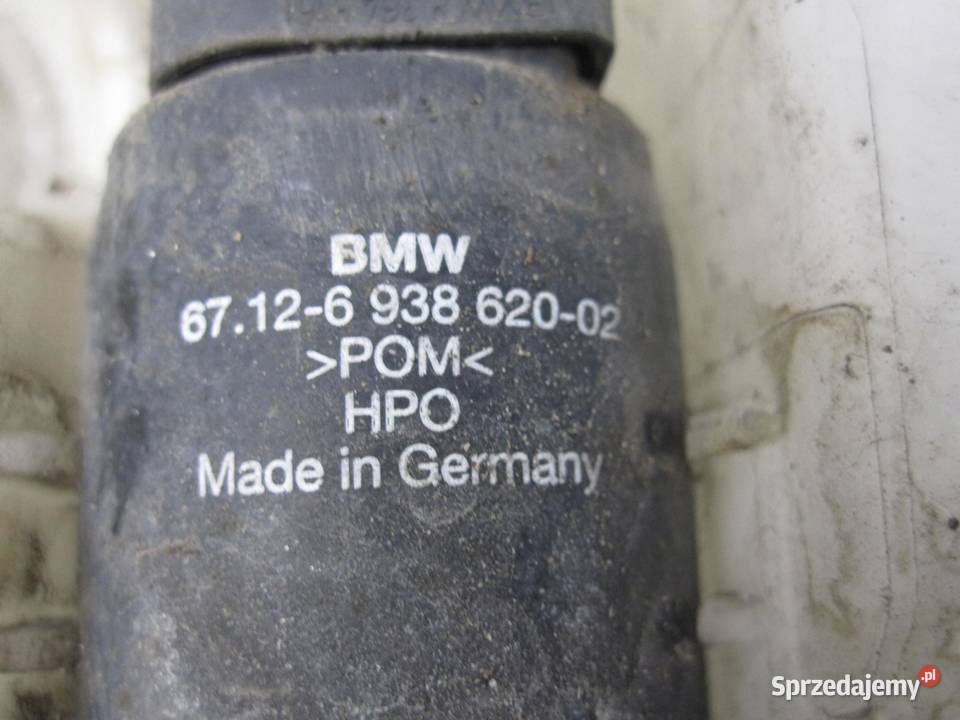 BMW
67.12-6 938 620-02
>POM<
HPO
Made in Germany
Sprzedajemy.pl